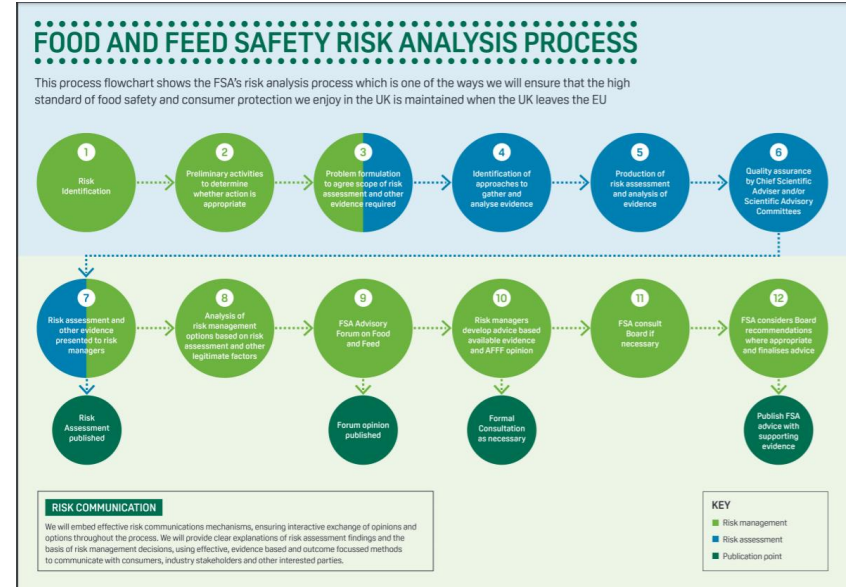 FOOD AND FEED SAFETY RISK ANALYSIS PROCESS
This process flowchart shows the FSA's risk analysis process which is one of the ways we will ensure that the high
standard of food safety and consumer protection we enjoy in the UK is maintained when the UK leaves the EU
1
Risk
Identification
2
Preliminary activities
to determine
whether action is
appropriate
3
Problem formulation
to agree scope of risk
assessment and other
evidence required
4
Identification of
approaches to
gather and
analyse evidence
5
Production of
risk assessment
and analysis of
evidence
6
Quality assurance
by Chief Scientific
Adviser and/or
Scientific Advisory
Committees
7
Risk assessment and
other evidence
presented to risk
managers
8
Analysis of
risk management
options based on risk
assessment and other
legitimate factors
9
FSA Advisory
Forum on Food
and Feed
10
Risk managers
develop advice based
available evidence
and AFFF opinion
11
FSA consult
Board if
necessary
12
FSA considers Board
recommendations
where appropriate
and finalises advice
Risk
Assessment
published
Forum opinion
published
Formal
Consultation
as necessary
Publish FSA
advice with
supporting
evidence
RISK COMMUNICATION
We will embed effective risk communications mechanisms, ensuring interactive exchange of opinions and
options throughout the process. We will provide clear explanations of risk assessment findings and the
basis of risk management decisions, using effective, evidence based and outcome focussed methods
to communicate with consumers, industry stakeholders and other interested parties.
KEY
Risk management
Risk assessment
Publication point